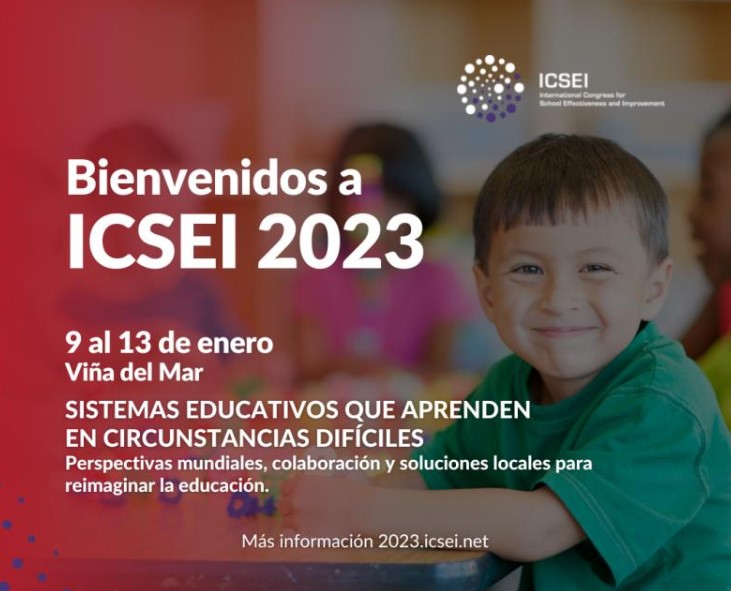 ICSEI
International Congress for
School Effectiveness and Improvement
Bienvenidos a
ICSEI 2023
9 al 13 de enero
Viña del Mar
SISTEMAS EDUCATIVOS QUE APRENDEN
EN CIRCUNSTANCIAS DIFÍCILES
Perspectivas mundiales, colaboración y soluciones locales para
reimaginar la educación.
Más información 2023.icsei.net